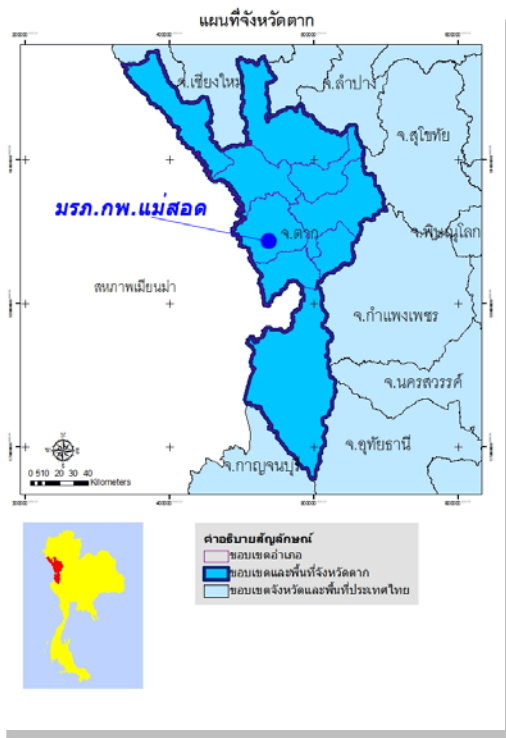 แผนที่จังหวัดตาก
จ.เชียงใหม่
จ.ลำปาง
จ.สุโขทัย
มรภ.กพ.แม่สอด
จ.ตาก
จ.พิษณุโลก
สหภาพเมียนม่า
จ.กำแพงเพชร
จ.นครสวรรค์
จ.อุทัยธานี
จ.กาญจนบุรี
N
W E
S
0 510 20 30 40
Kilometers
คำอธิบายสัญลักษณ์
ขอบเขตอำเภอ
ขอบเขตและพื้นที่จังหวัดตาก
ขอบเขตจังหวัดและพื้นที่ประเทศไทย